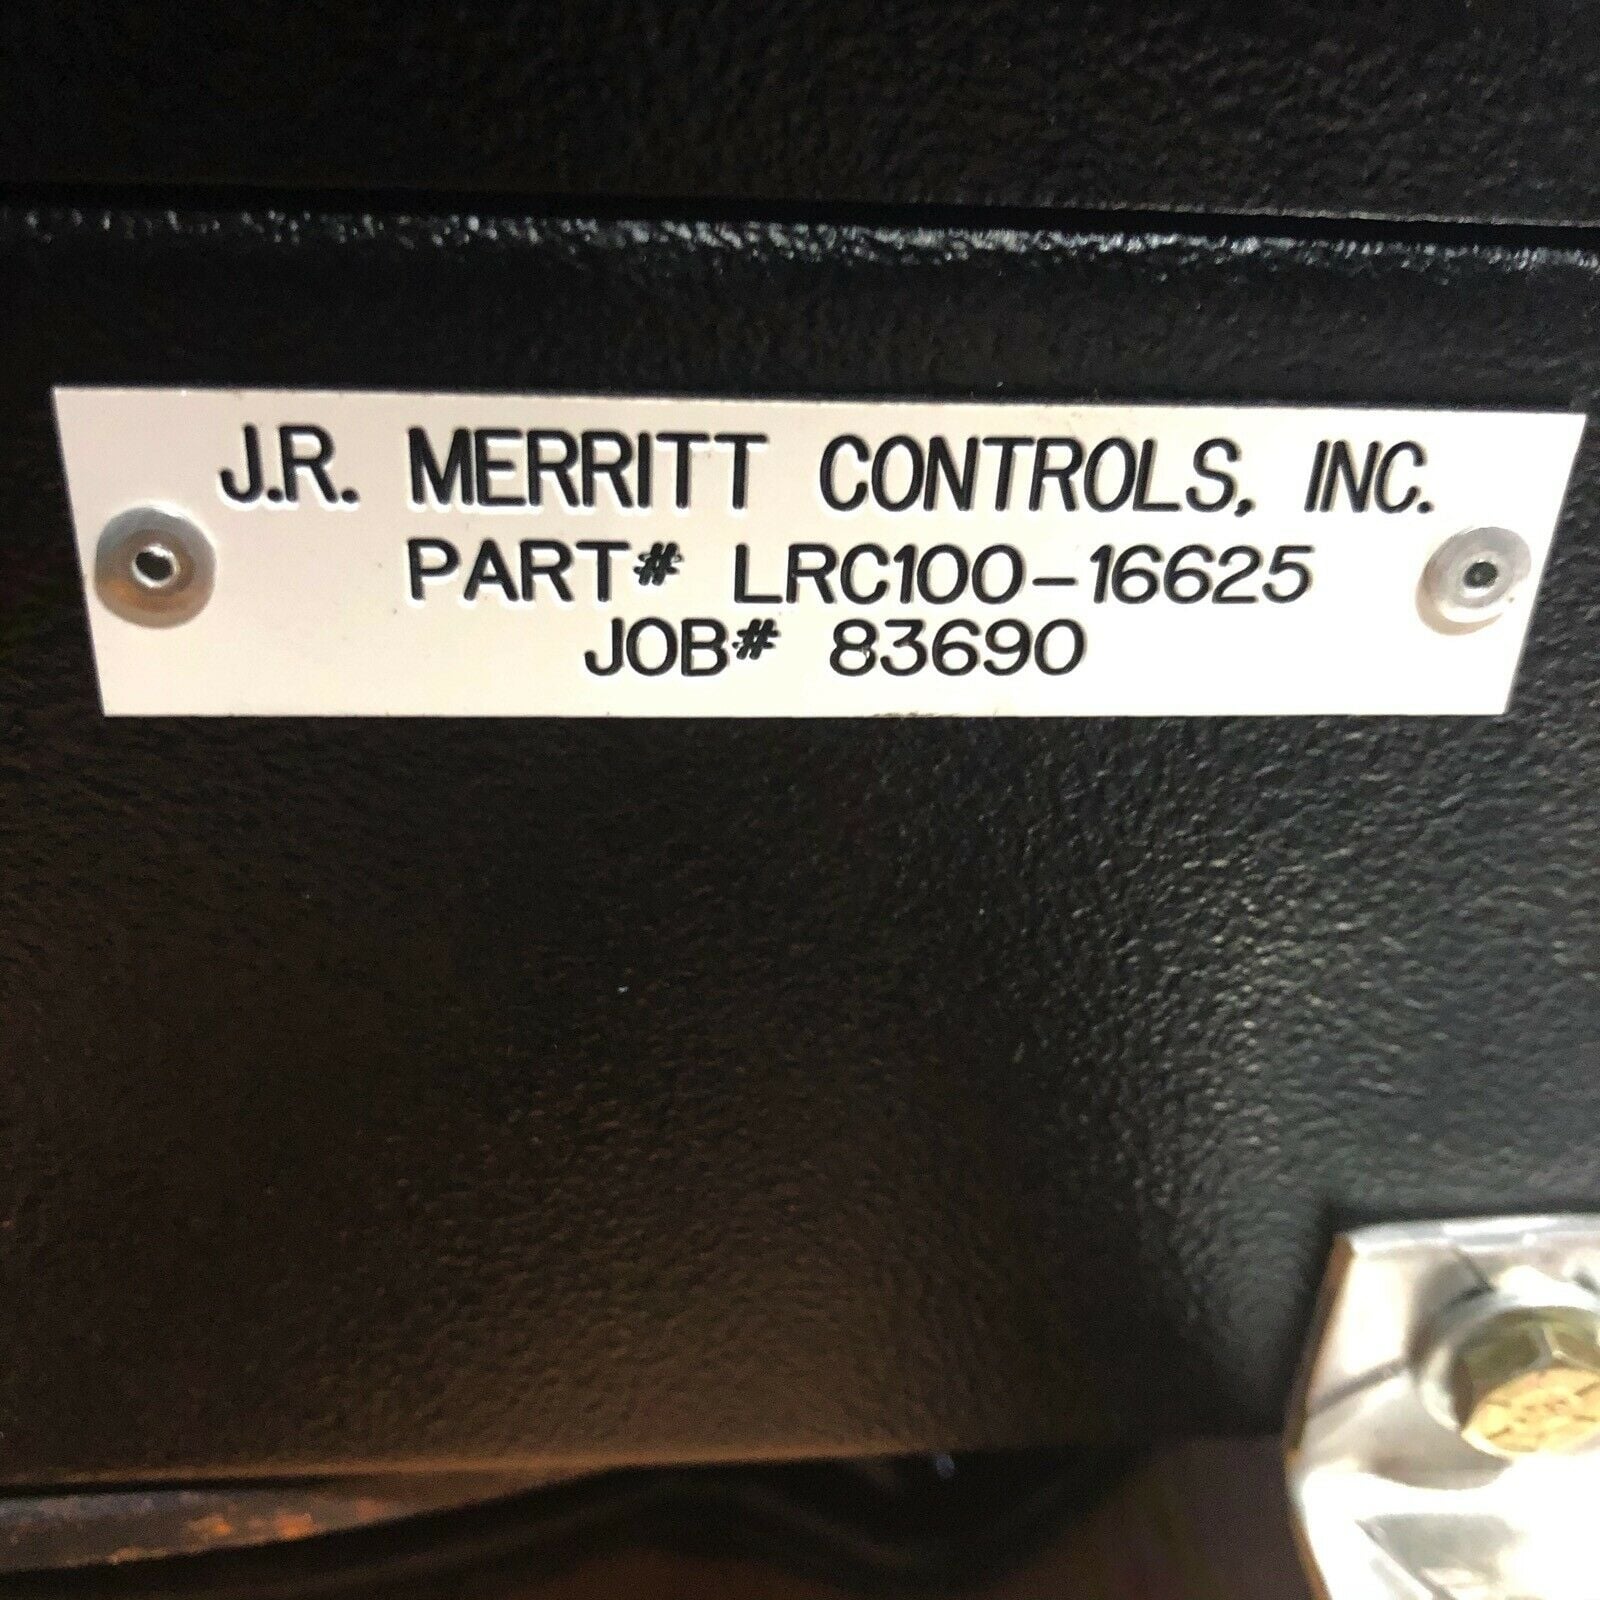 J.R. MERRITT CONTROLS, INC.
PART# LRC100-16625
JOB# 83690